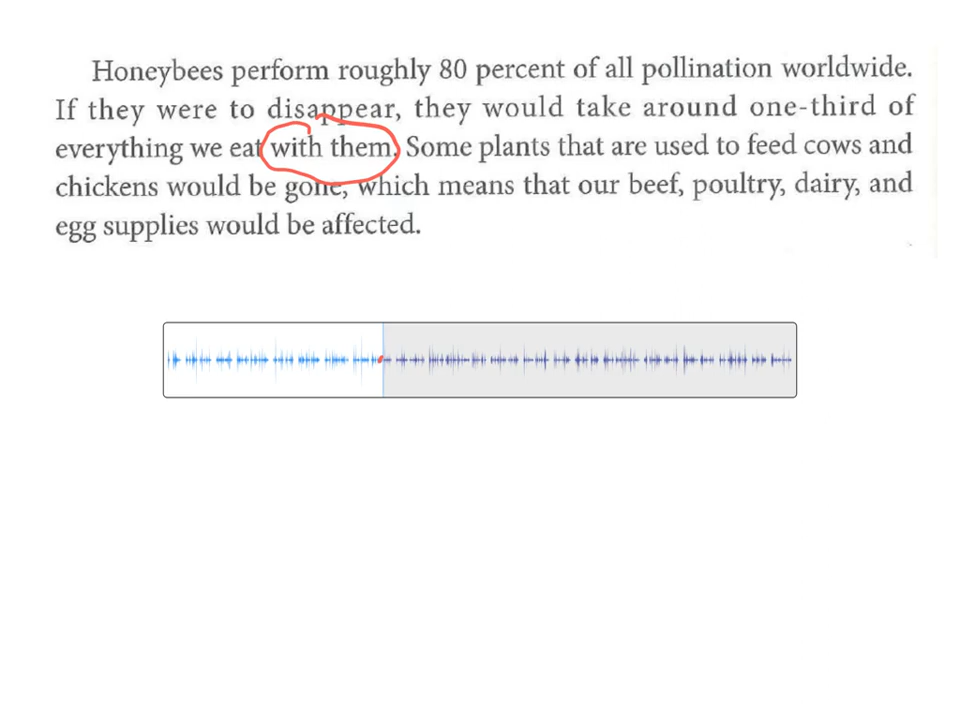 Honeybees perform roughly 80 percent of all pollination worldwide.
If they were to disappear, they would take around one-third of
everything we eat with them. Some plants that are used to feed cows and
chickens would be gone, which means that our beef, poultry, dairy, and
egg supplies would be affected.